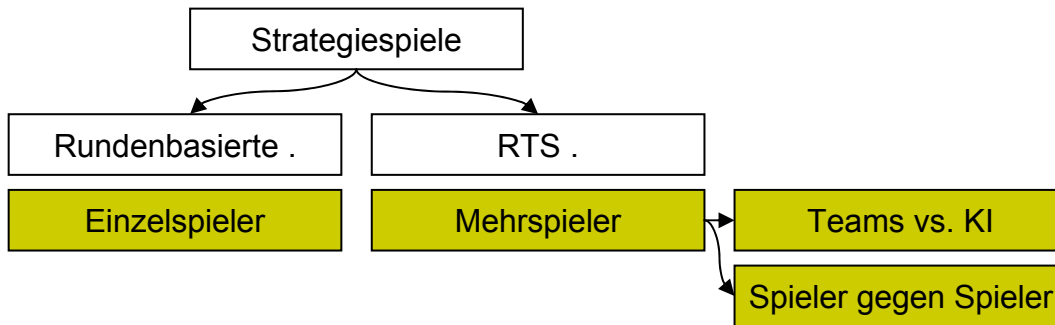 Strategiespiele
Rundenbasierte .
RTS .
Einzelspieler
Mehrspieler
Teams vs. KI
Spieler gegen Spieler